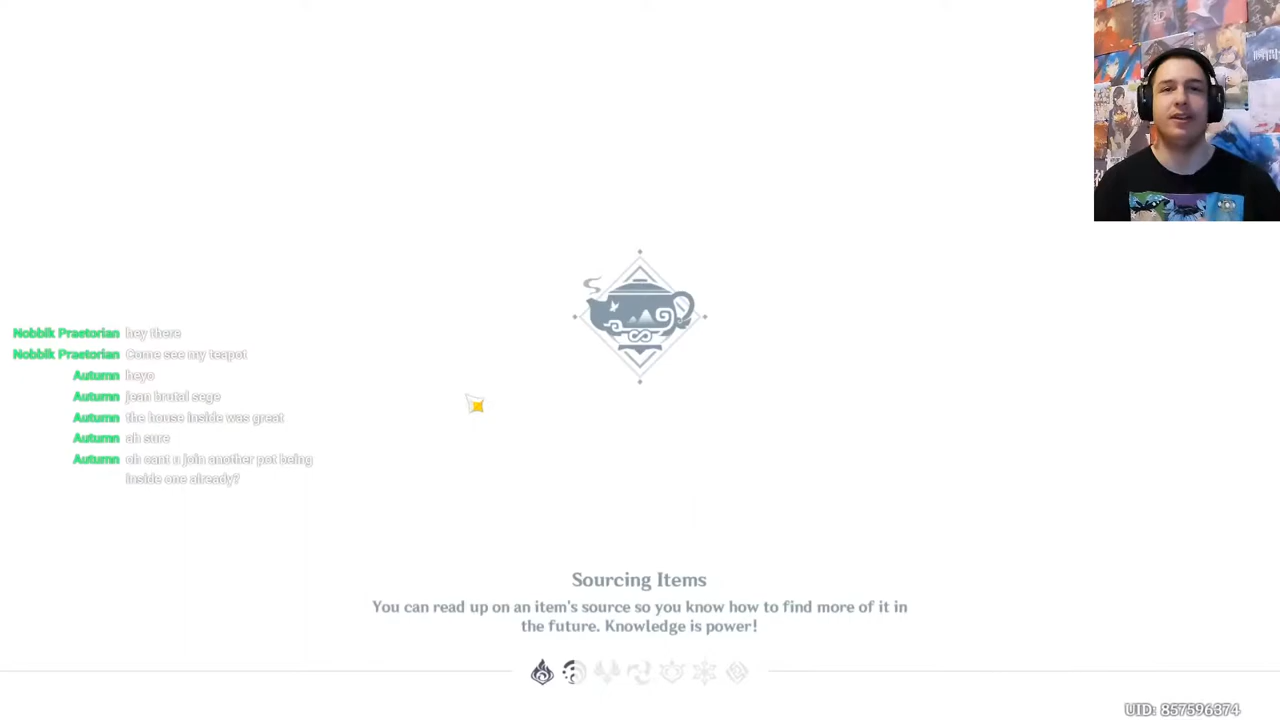 Nobblk Praetorian hey there
Nobblk Praetorian Come see my teapot
Autumn heyo
Autumn jean brutal sege
Autumn the house inside was great
Autumn ah sure
Autumn oh cant u join another pot being
inside one already?
Sourcing Items
You can read up on an item's source so you know how to find more of it in
the future. Knowledge is power!
UID: 857596374